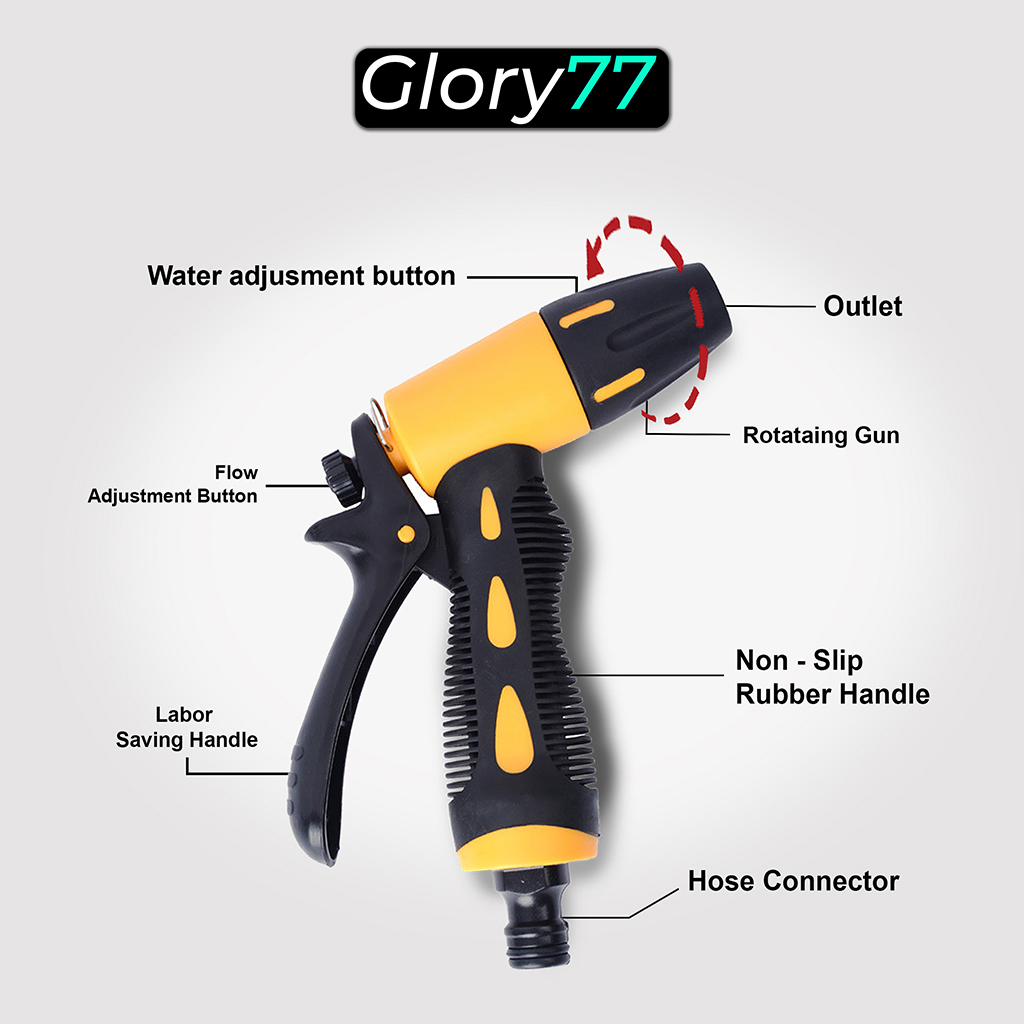 Glory77
Water adjusment button
Outlet
Rotataing Gun
Flow
Adjustment Button
Non - Slip
Rubber Handle
Labor
Saving Handle
Hose Connector